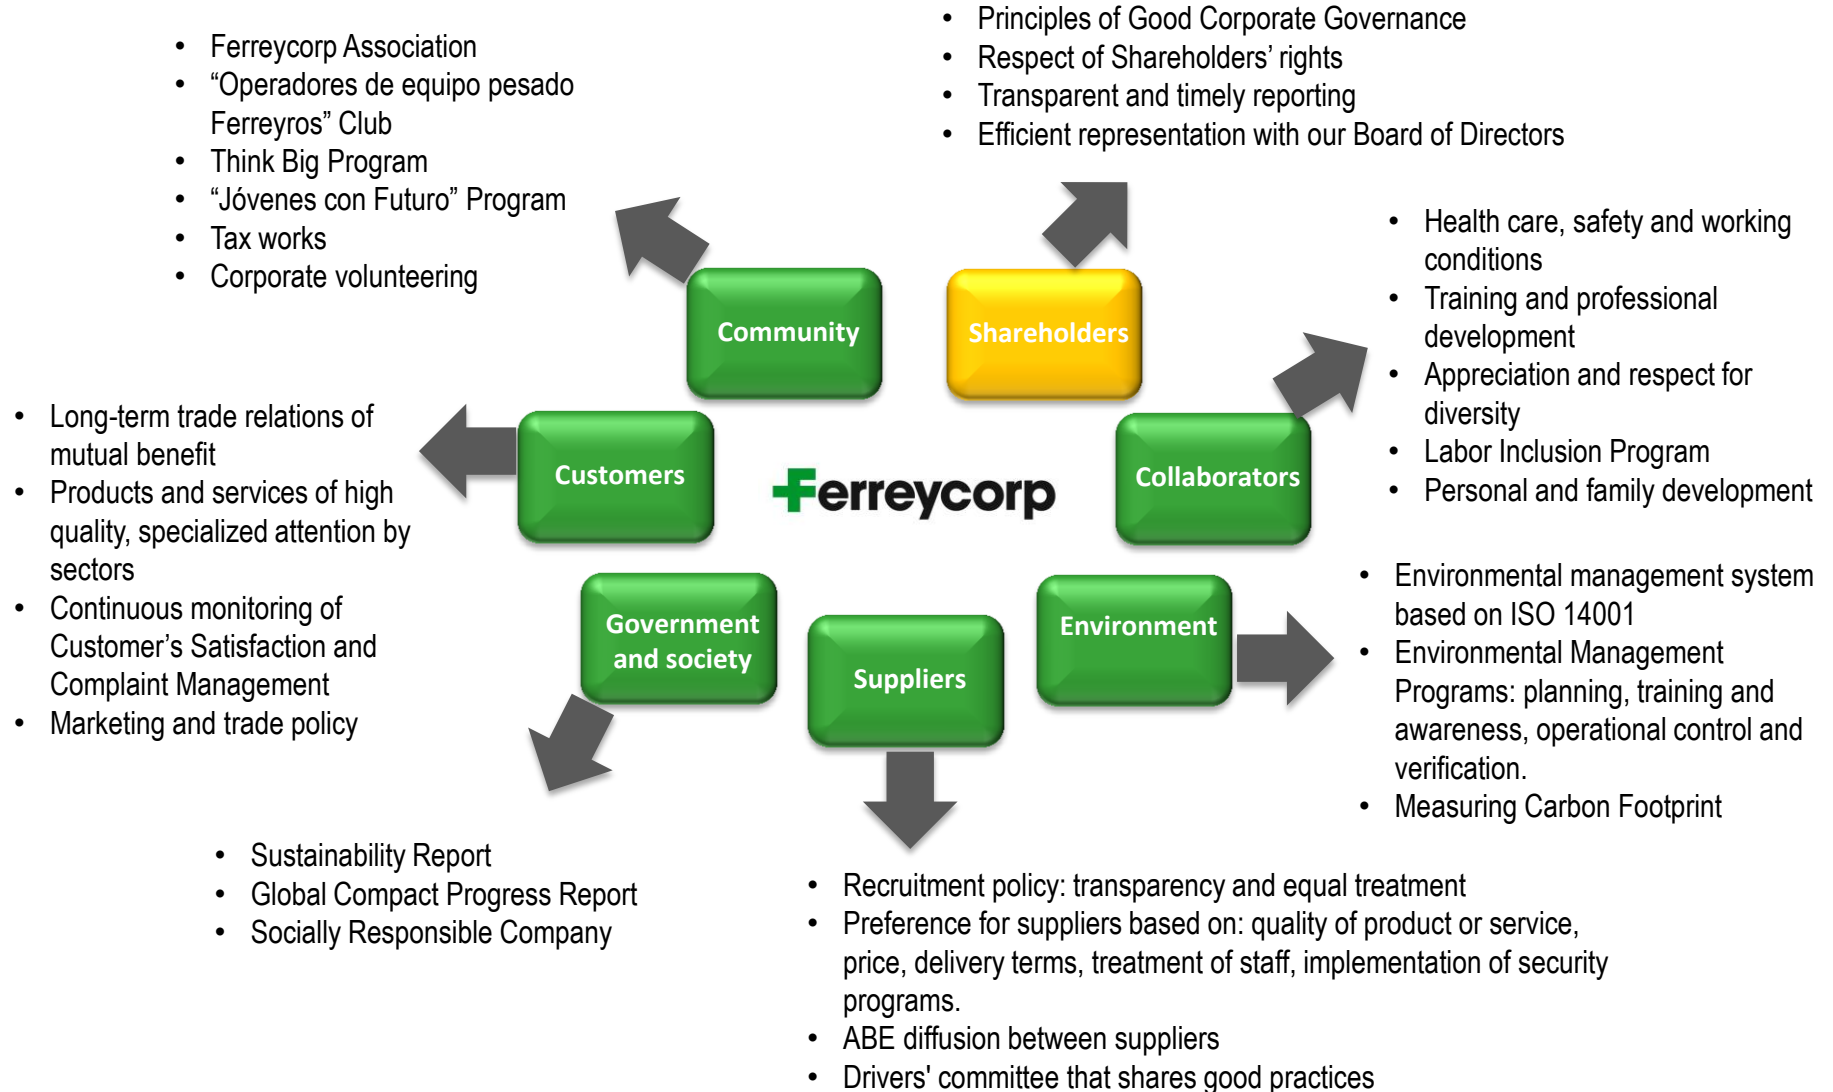 • Ferreycorp Association
• “Operadores de equipo pesado
Ferreyros” Club
• Think Big Program
• “Jóvenes con Futuro” Program
• Tax works
• Corporate volunteering
• Principles of Good Corporate Governance
• Respect of Shareholders’ rights
• Transparent and timely reporting
• Efficient representation with our Board of Directors
Community
Shareholders
• Health care, safety and working
conditions
• Training and professional
development
• Appreciation and respect for
diversity
• Labor Inclusion Program
• Personal and family development
• Long-term trade relations of
mutual benefit
• Products and services of high
quality, specialized attention by
sectors
• Continuous monitoring of
Customer’s Satisfaction and
Complaint Management
• Marketing and trade policy
Customers
Ferreycorp
Collaborators
Government
and society
Suppliers
Environment
• Environmental management system
based on ISO 14001
• Environmental Management
Programs: planning, training and
awareness, operational control and
verification.
• Measuring Carbon Footprint
• Sustainability Report
• Global Compact Progress Report
• Socially Responsible Company
• Recruitment policy: transparency and equal treatment
• Preference for suppliers based on: quality of product or service,
price, delivery terms, treatment of staff, implementation of security
programs.
• ABE diffusion between suppliers
• Drivers' committee that shares good practices